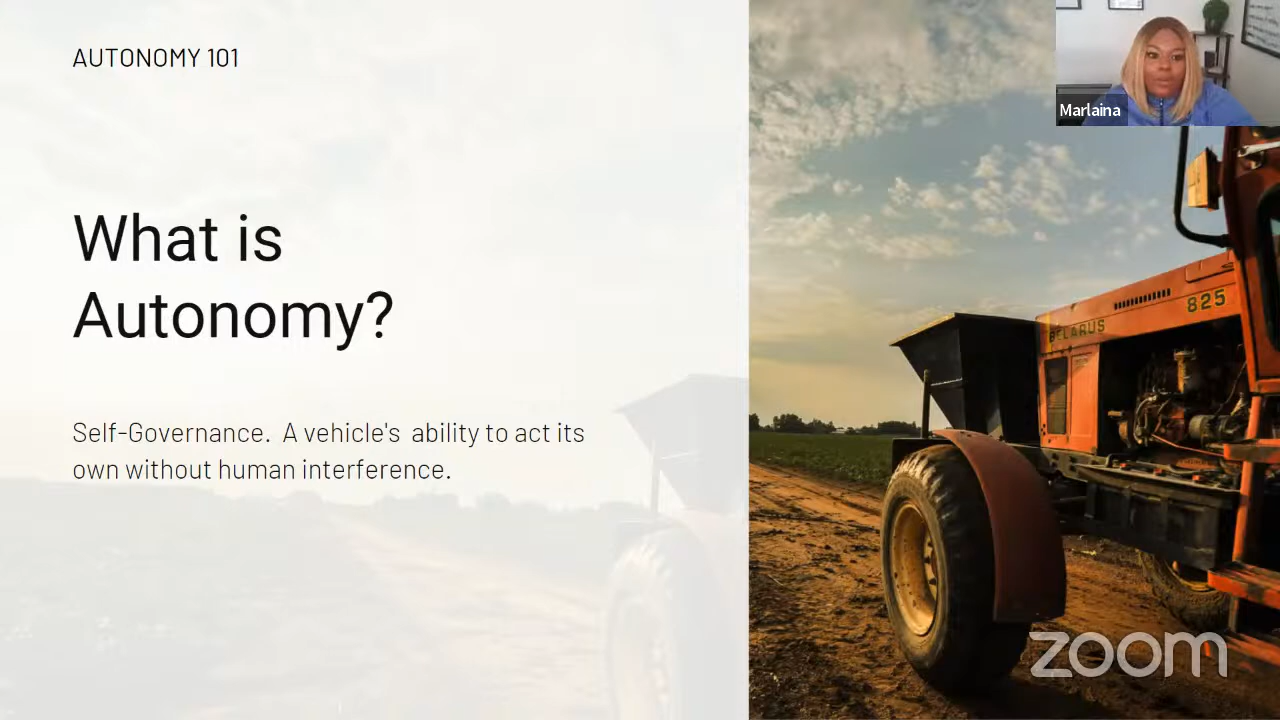 AUTONOMY 101
Marlaina
What is
Autonomy?
825
BELARUS
Self-Governance.  A vehicle's  ability to act its
own without human interference.
zoom